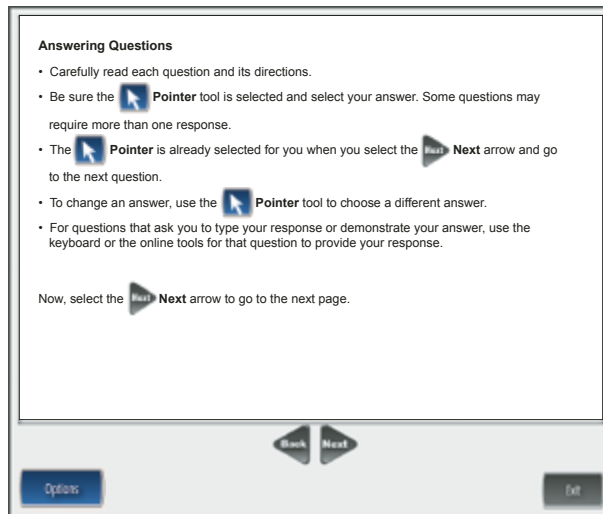 Answering Questions
• Carefully read each question and its directions.
• Be sure the Pointer tool is selected and select your answer. Some questions may
require more than one response.
• The Pointer is already selected for you when you select the Next Next arrow and go
to the next question.
• To change an answer, use the Pointer tool to choose a different answer.
• For questions that ask you to type your response or demonstrate your answer, use the
keyboard or the online tools for that question to provide your response.
Now, select the Next Next arrow to go to the next page.
Back Next
Options Exit